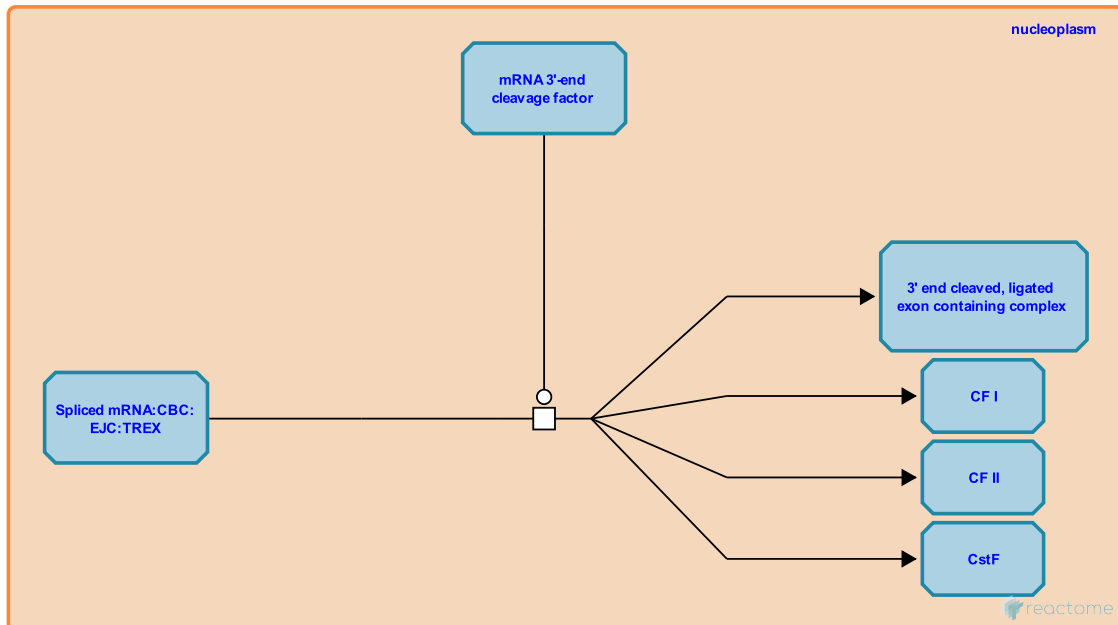 nucleoplasm
mRNA 3'-end
cleavage factor
3' end cleaved, ligated
exon containing complex
Spliced mRNA:CBC:
EJC:TREX
CF I
CF II
CstF
reactome